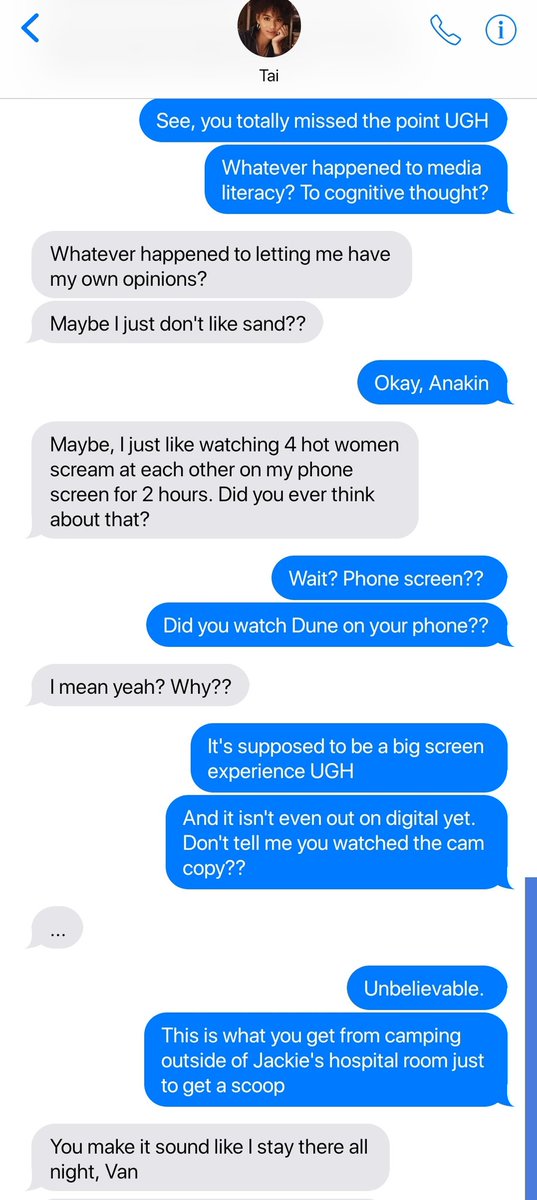 Tai
See, you totally missed the point UGH
Whatever happened to media
literacy? To cognitive thought?
Whatever happened to letting me have
my own opinions?
Maybe I just don't like sand??
Okay, Anakin
Maybe, I just like watching 4 hot women
scream at each other on my phone
screen for 2 hours. Did you ever think
about that?
Wait? Phone screen??
Did you watch Dune on your phone??
I mean yeah? Why??
It's supposed to be a big screen
experience UGH
And it isn't even out on digital yet.
Don't tell me you watched the cam
copy??
...
Unbelievable.
This is what you get from camping
outside of Jackie's hospital room just
to get a scoop
You make it sound like I stay there all
night, Van